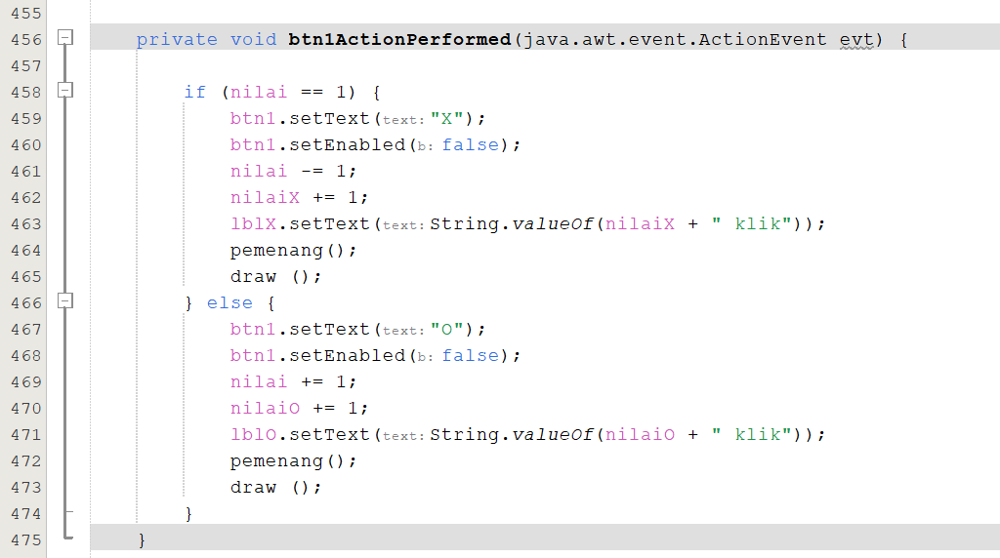 455
456 private void btn1ActionPerformed(java.awt.event.ActionEvent evt) {
457
458 if (nilai == 1) {
459 btn1.setText(text: "X");
460 btn1.setEnabled(b: false);
461 nilai -= 1;
462 nilaiX += 1;
463 lblX.setText(text: String.valueOf(nilaiX + " klik"));
464 pemenang();
465 draw ();
466 } else {
467 btn1.setText(text: "O");
468 btn1.setEnabled(b: false);
469 nilai += 1;
470 nilaiO += 1;
471 lblO.setText(text: String.valueOf(nilaiO + " klik"));
472 pemenang();
473 draw ();
474 }
475 }